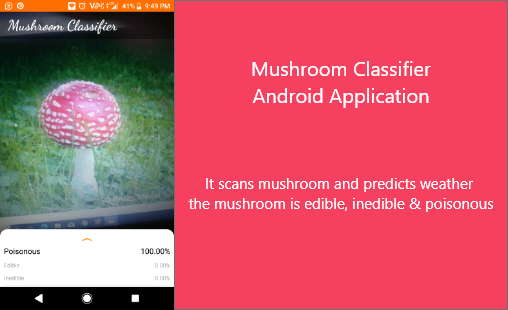 41% 9:49 PM
Mushroom Classifier
Poisonous 100.00%
Edible 0.00%
Inedible 0.00%
Mushroom Classifier
Android Application
It scans mushroom and predicts weather
the mushroom is edible, inedible & poisonous